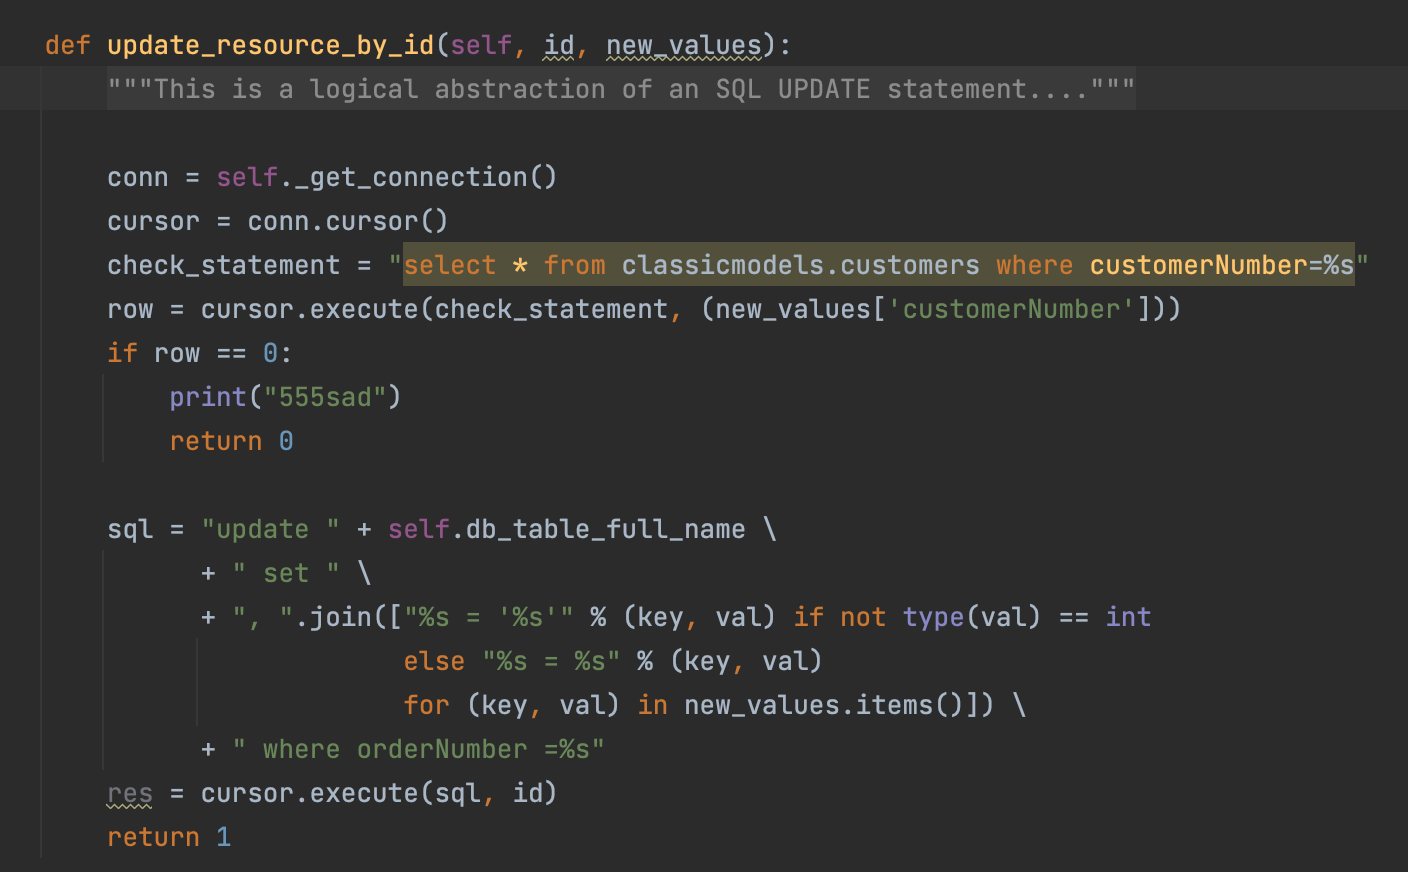 def update_resource_by_id(self, id, new_values):
"""This is a logical abstraction of an SQL UPDATE statement...."""
conn = self._get_connection()
cursor = conn.cursor()
check_statement = "select * from classicmodels.customers where customerNumber=%s"
row = cursor.execute(check_statement, (new_values['customerNumber']))
if row == 0:
print("555sad")
return 0
sql = "update " + self.db_table_full_name \
+ " set " \
+ ", ".join(["%s = '%s'" % (key, val) if not type(val) == int
else "%s = %s" % (key, val)
for (key, val) in new_values.items()]) \
+ " where orderNumber =%s"
res = cursor.execute(sql, id)
return 1